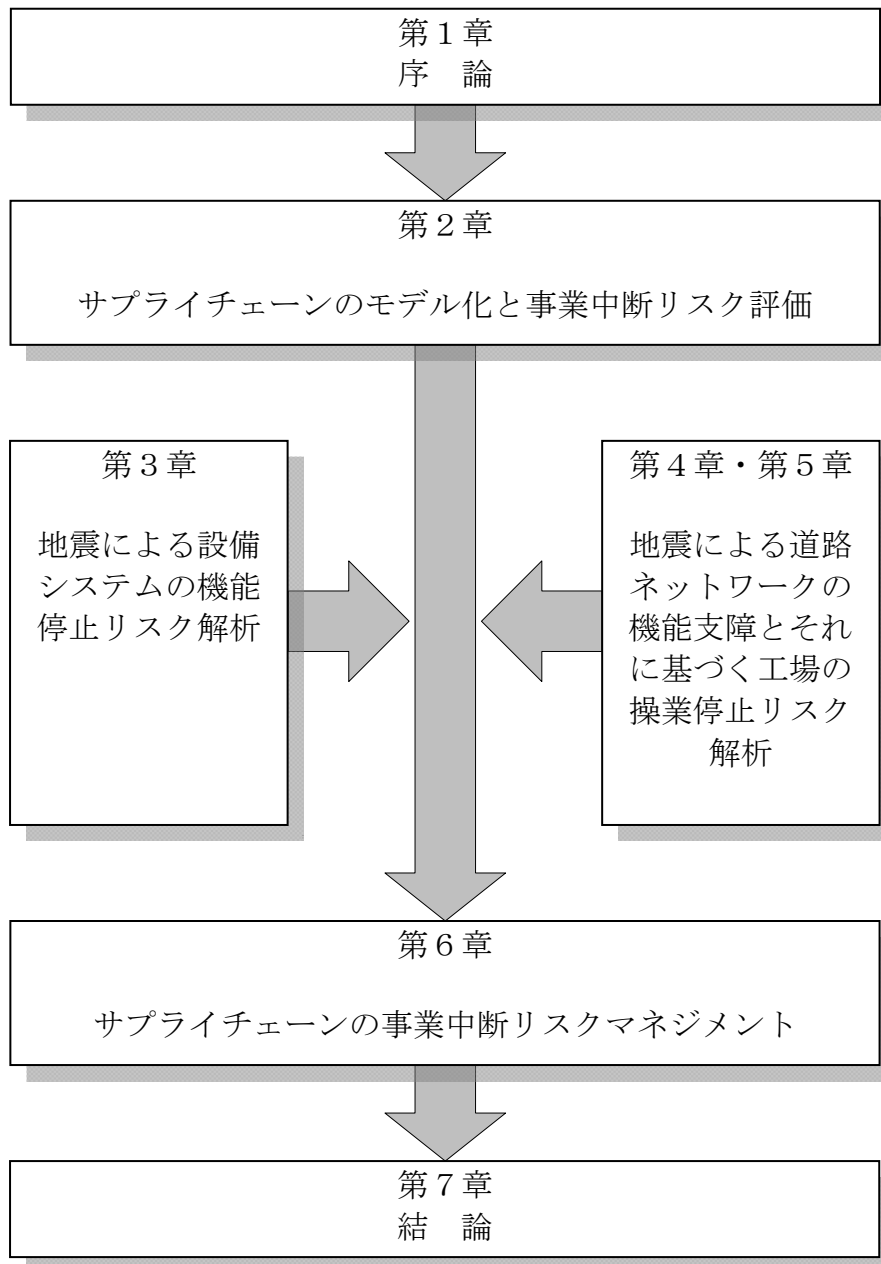 第１章
序　論
第２章
サプライチェーンのモデル化と事業中断リスク評価
第３章
地震による設備
システムの機能
停止リスク解析
第４章・第５章
地震による道路
ネットワークの
機能支障とそれ
に基づく工場の
操業停止リスク
解析
第６章
サプライチェーンの事業中断リスクマネジメント
第７章
結　論